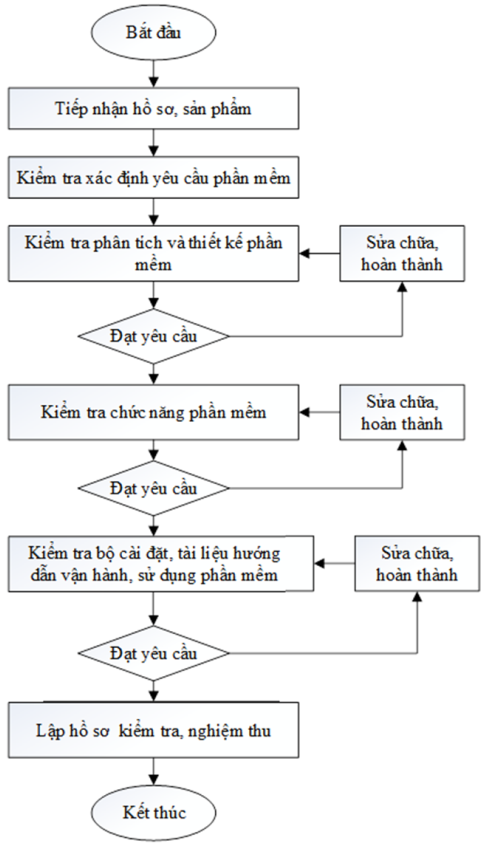 Bắt đầu
Tiếp nhận hồ sơ, sản phẩm
Kiểm tra xác định yêu cầu phần mềm
Kiểm tra phân tích và thiết kế phần
mềm
Sửa chữa,
hoàn thành
Đạt yêu cầu
Kiểm tra chức năng phần mềm
Sửa chữa,
hoàn thành
Đạt yêu cầu
Kiểm tra bộ cài đặt, tài liệu hướng
dẫn vận hành, sử dụng phần mềm
Sửa chữa,
hoàn thành
Đạt yêu cầu
Lập hồ sơ kiểm tra, nghiệm thu
Kết thúc